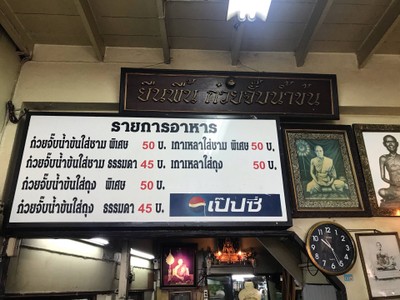 ยืนพื้น ก๋วยจั๊บน้ำข้น
รายการอาหาร
ก๋วยจั๊บน้ำข้นใส่ชาม พิเศษ 50 บ. เกาเหลาใส่ชาม พิเศษ 50 บ.
ก๋วยจั๊บน้ำข้นใส่ชาม ธรรมดา 45 บ. เกาเหลาใส่ถุง 50 บ.
ก๋วยจั๊บน้ำข้นใส่ถุง พิเศษ 50 บ.
ก๋วยจั๊บน้ำข้นใส่ถุง ธรรมดา 45 บ.
เป๊ปซี่